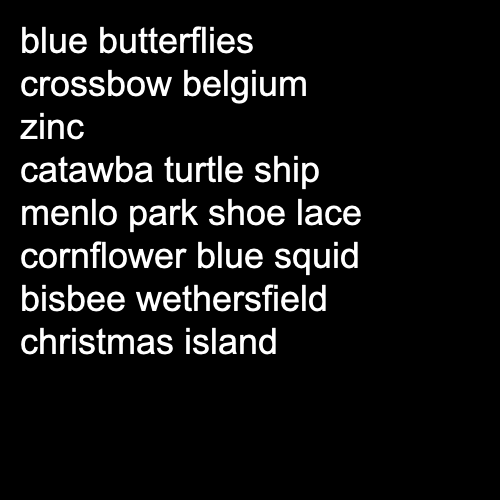 blue butterflies
crossbow belgium
zinc
catawba turtle ship
menlo park shoe lace
cornflower blue squid
bisbee wethersfield
christmas island